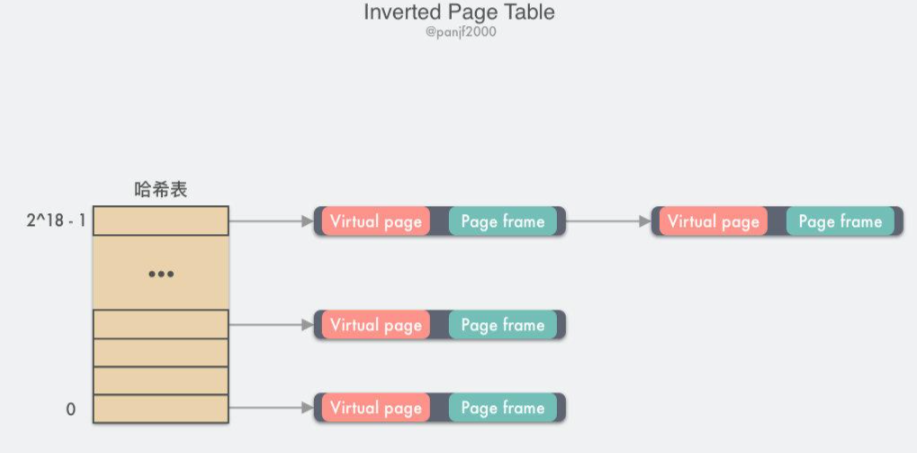 Inverted Page Table
@panjf2000
哈希表
2^18 - 1
Virtual page
Page frame
Virtual page
Page frame
•••
Virtual page
Page frame
0
Virtual page
Page frame